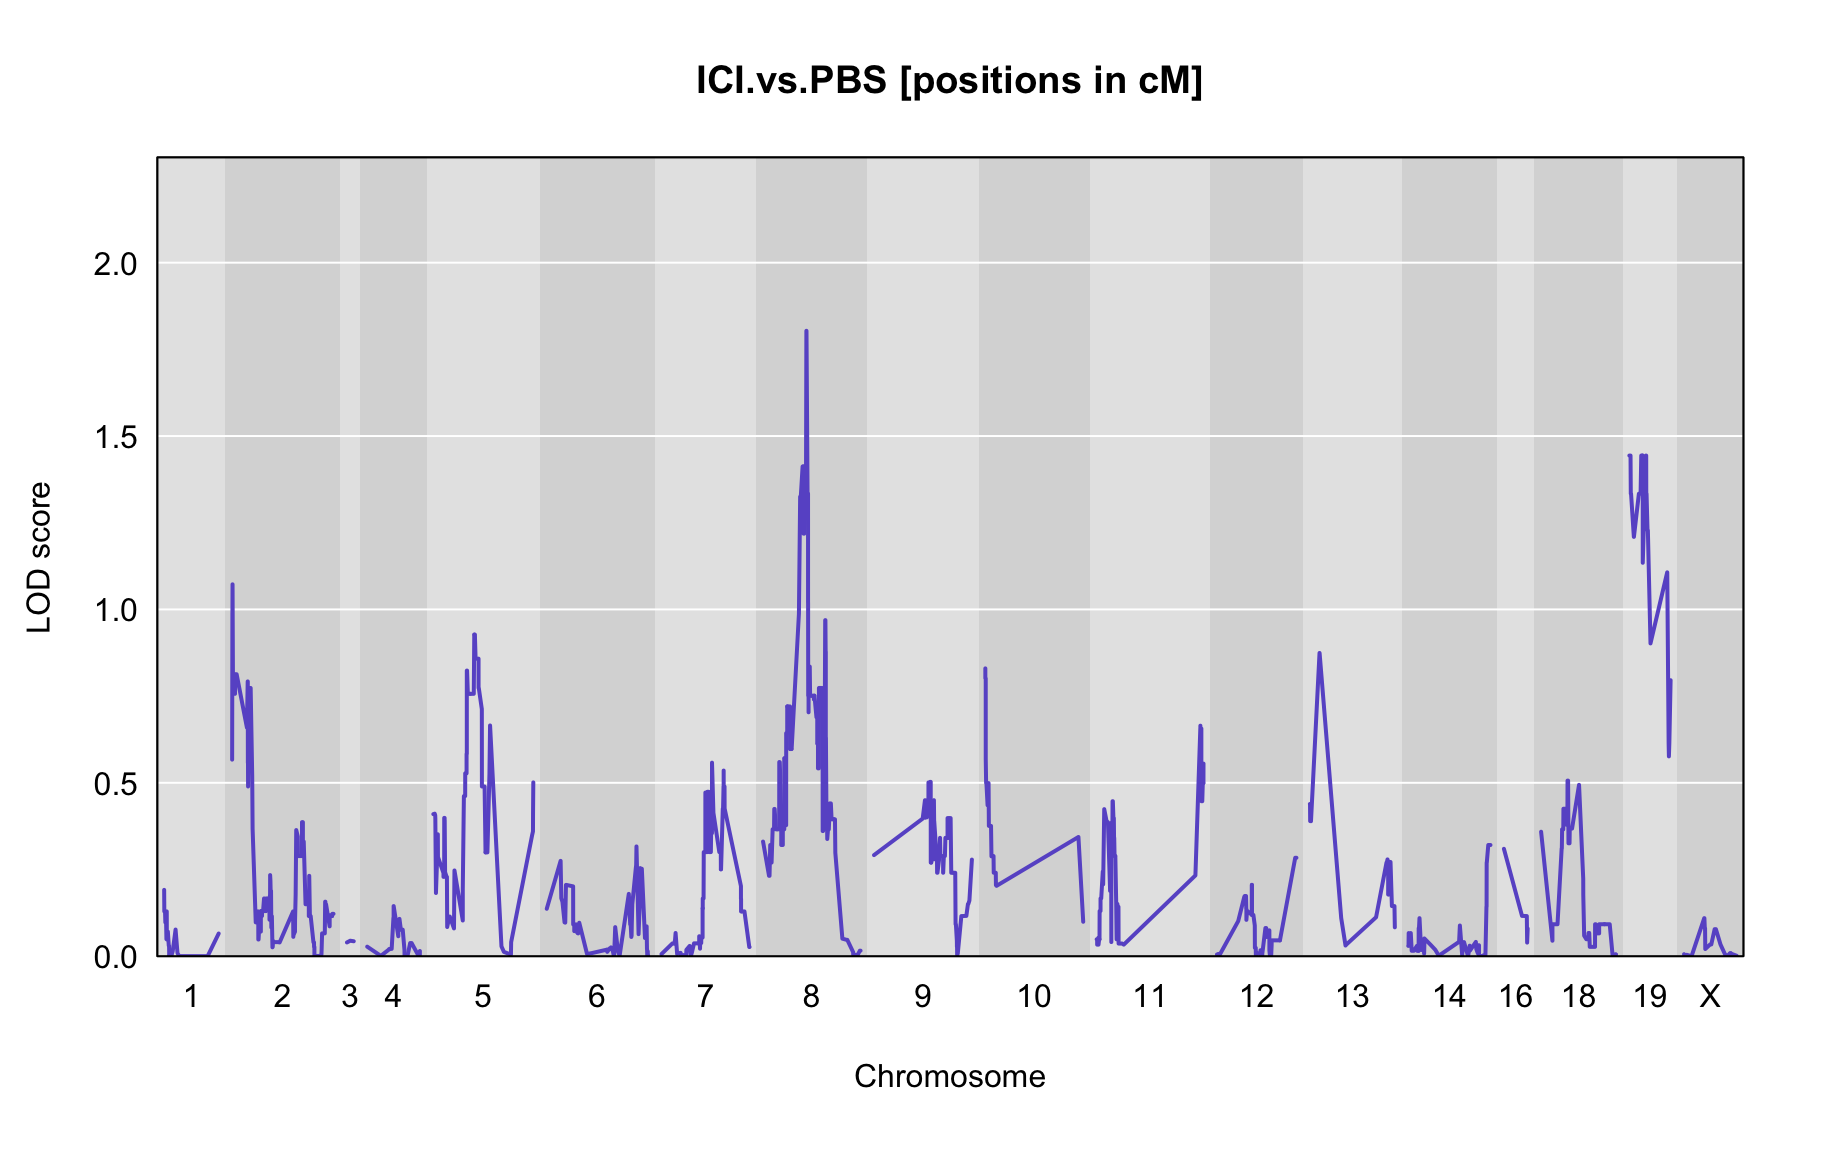 ICI.vs.PBS [positions in cM]
LOD score
2.0
1.5
1.0
0.5
0.0
1 2 3 4 5 6 7 8 9 10 11 12 13 14 16 18 19 X
Chromosome